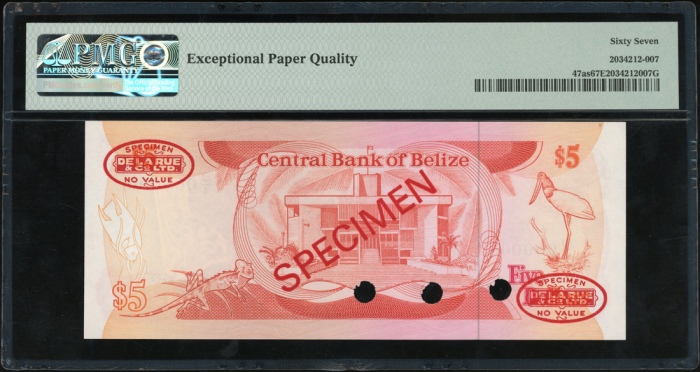 PMG
PAPER MONEY GUARANTY
Exceptional Paper Quality
Sixty Seven
2034212-007
47as67E2034212007G
Central Bank of Belize
$5
SPECIMEN
DE LA RUE
& CO LTD.
NO VALUE
SPECIMEN
$5
Five
SPECIMEN
DE LA RUE
& CO LTD.
NO VALUE